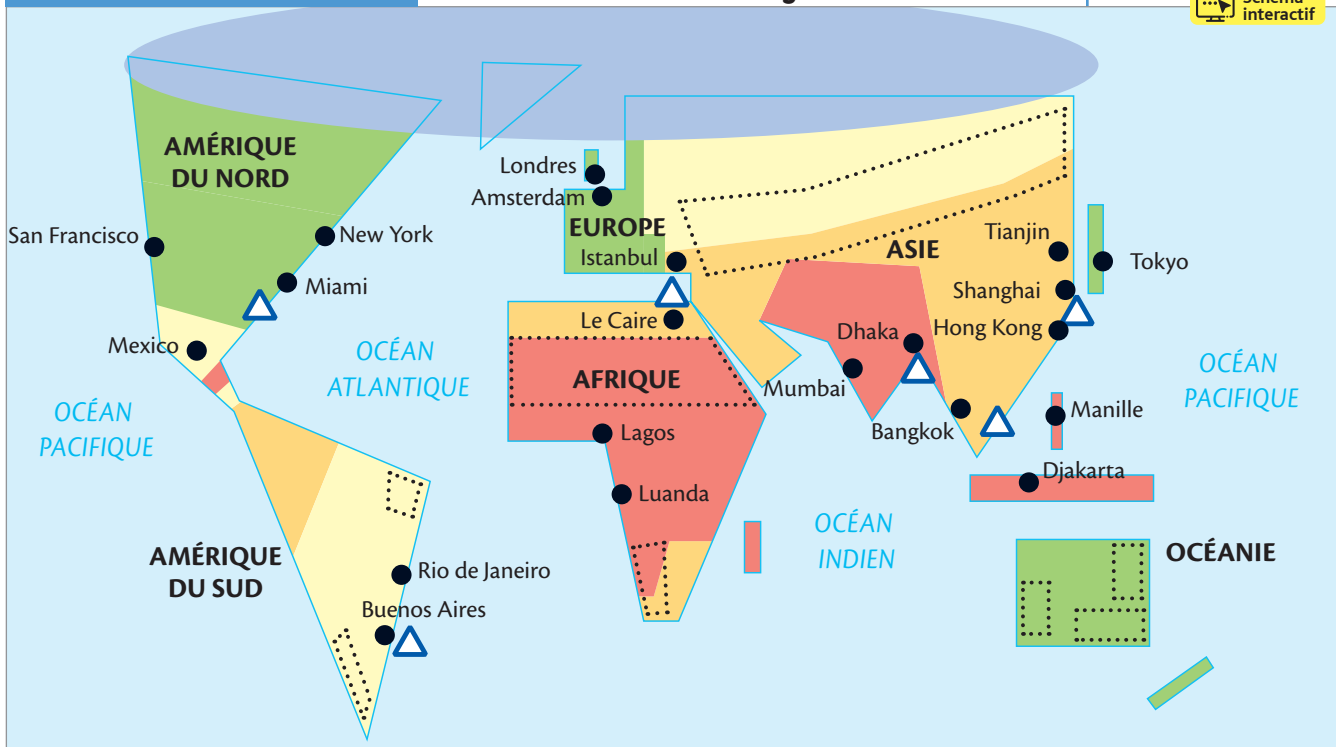 interactif
AMÉRIQUE
DU NORD
San Francisco
New York
Miami
Mexico
OCÉAN
ATLANTIQUE
OCÉAN
PACIFIQUE
AMÉRIQUE
DU SUD
Rio de Janeiro
Buenos Aires
Londres
Amsterdam
EUROPE
Istanbul
Le Caire
AFRIQUE
Lagos
Luanda
ASIE
Tianjin
Tokyo
Shanghai
Hong Kong
Dhaka
Mumbai
Bangkok
Manille
Djakarta
OCÉAN
PACIFIQUE
OCÉAN
INDIEN
OCÉANIE